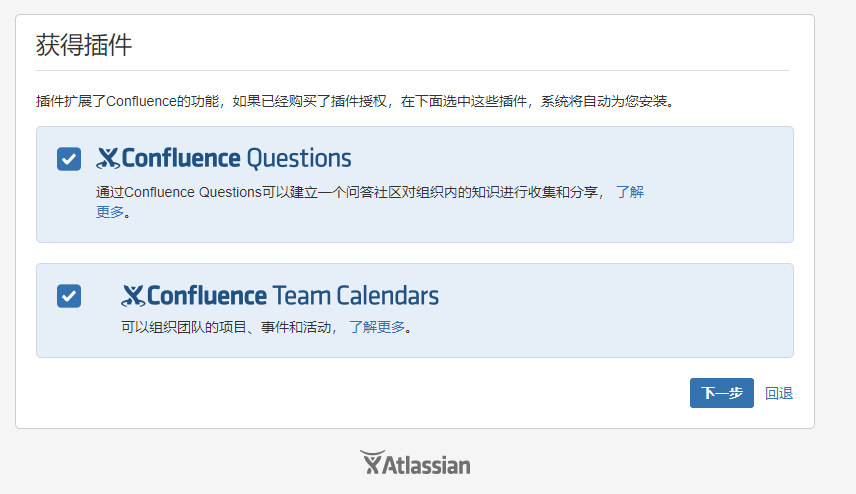 获得插件
插件扩展了Confluence的功能，如果已经购买了插件授权，在下面选中这些插件，系统将自动为您安装。
Confluence Questions
通过Confluence Questions可以建立一个问答社区对组织内的知识进行收集和分享， 了解
更多。
Confluence Team Calendars
可以组织团队的项目、事件和活动， 了解更多。
下一步 回退
Atlassian